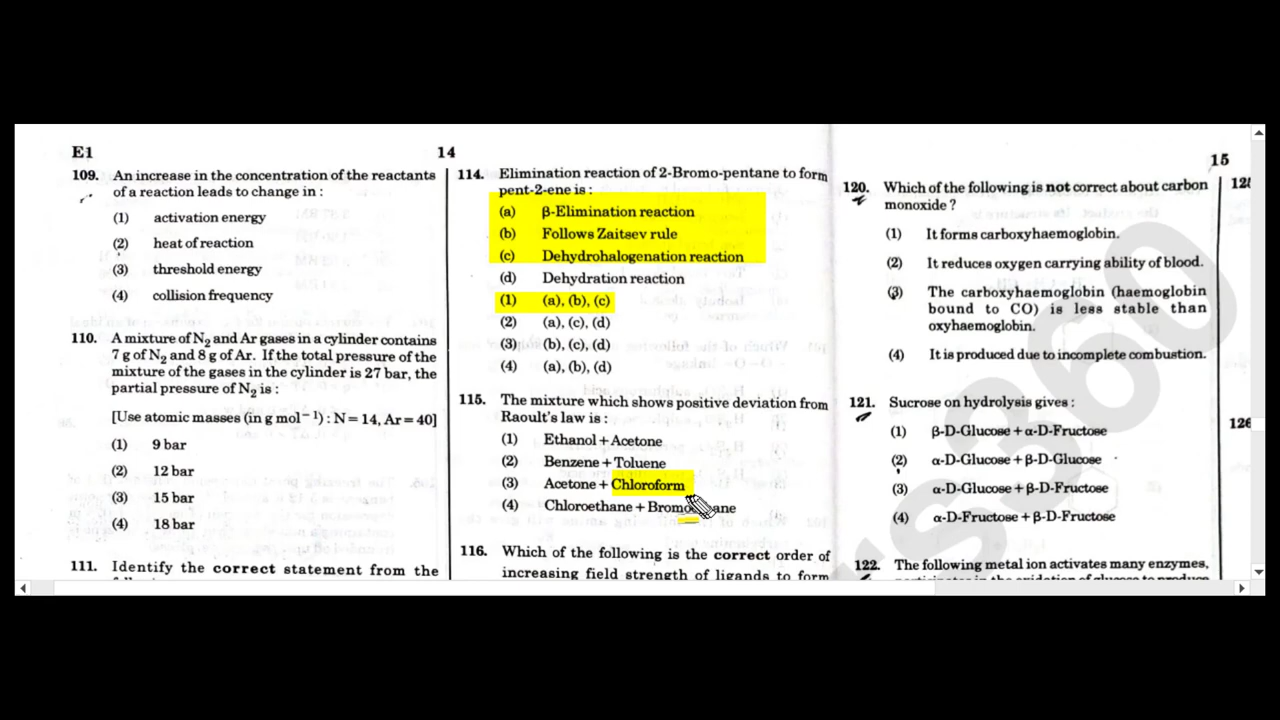 E1
14
109. An increase in the concentration of the reactants
of a reaction leads to change in :
(1) activation energy
(2) heat of reaction
(3) threshold energy
(4) collision frequency
110. A mixture of N₂ and Ar gases in a cylinder contains
7 g of N₂ and 8 g of Ar. If the total pressure of the
mixture of the gases in the cylinder is 27 bar, the
partial pressure of N₂ is :
[Use atomic masses (in g mol⁻¹) : N = 14, Ar = 40]
(1) 9 bar
(2) 12 bar
(3) 15 bar
(4) 18 bar
111. Identify the correct statement from the
114. Elimination reaction of 2-Bromo-pentane to form
pent-2-ene is :
(a) β-Elimination reaction
(b) Follows Zaitsev rule
(c) Dehydrohalogenation reaction
(d) Dehydration reaction
(1) (a), (b), (c)
(2) (a), (c), (d)
(3) (b), (c), (d)
(4) (a), (b), (d)
115. The mixture which shows positive deviation from
Raoult's law is :
(1) Ethanol + Acetone
(2) Benzene + Toluene
(3) Acetone + Chloroform
(4) Chloroethane + Bromo ane
116. Which of the following is the correct order of
increasing field strength of ligands to form
15
120. Which of the following is not correct about carbon
monoxide ?
(1) It forms carboxyhaemoglobin.
(2) It reduces oxygen carrying ability of blood.
(3) The carboxyhaemoglobin (haemoglobin
bound to CO) is less stable than
oxyhaemoglobin.
(4) It is produced due to incomplete combustion.
121. Sucrose on hydrolysis gives :
(1) β-D-Glucose + α-D-Fructose
(2) α-D-Glucose + β-D-Glucose
(3) α-D-Glucose + β-D-Fructose
(4) α-D-Fructose + β-D-Fructose
122. The following metal ion activates many enzymes,
s360